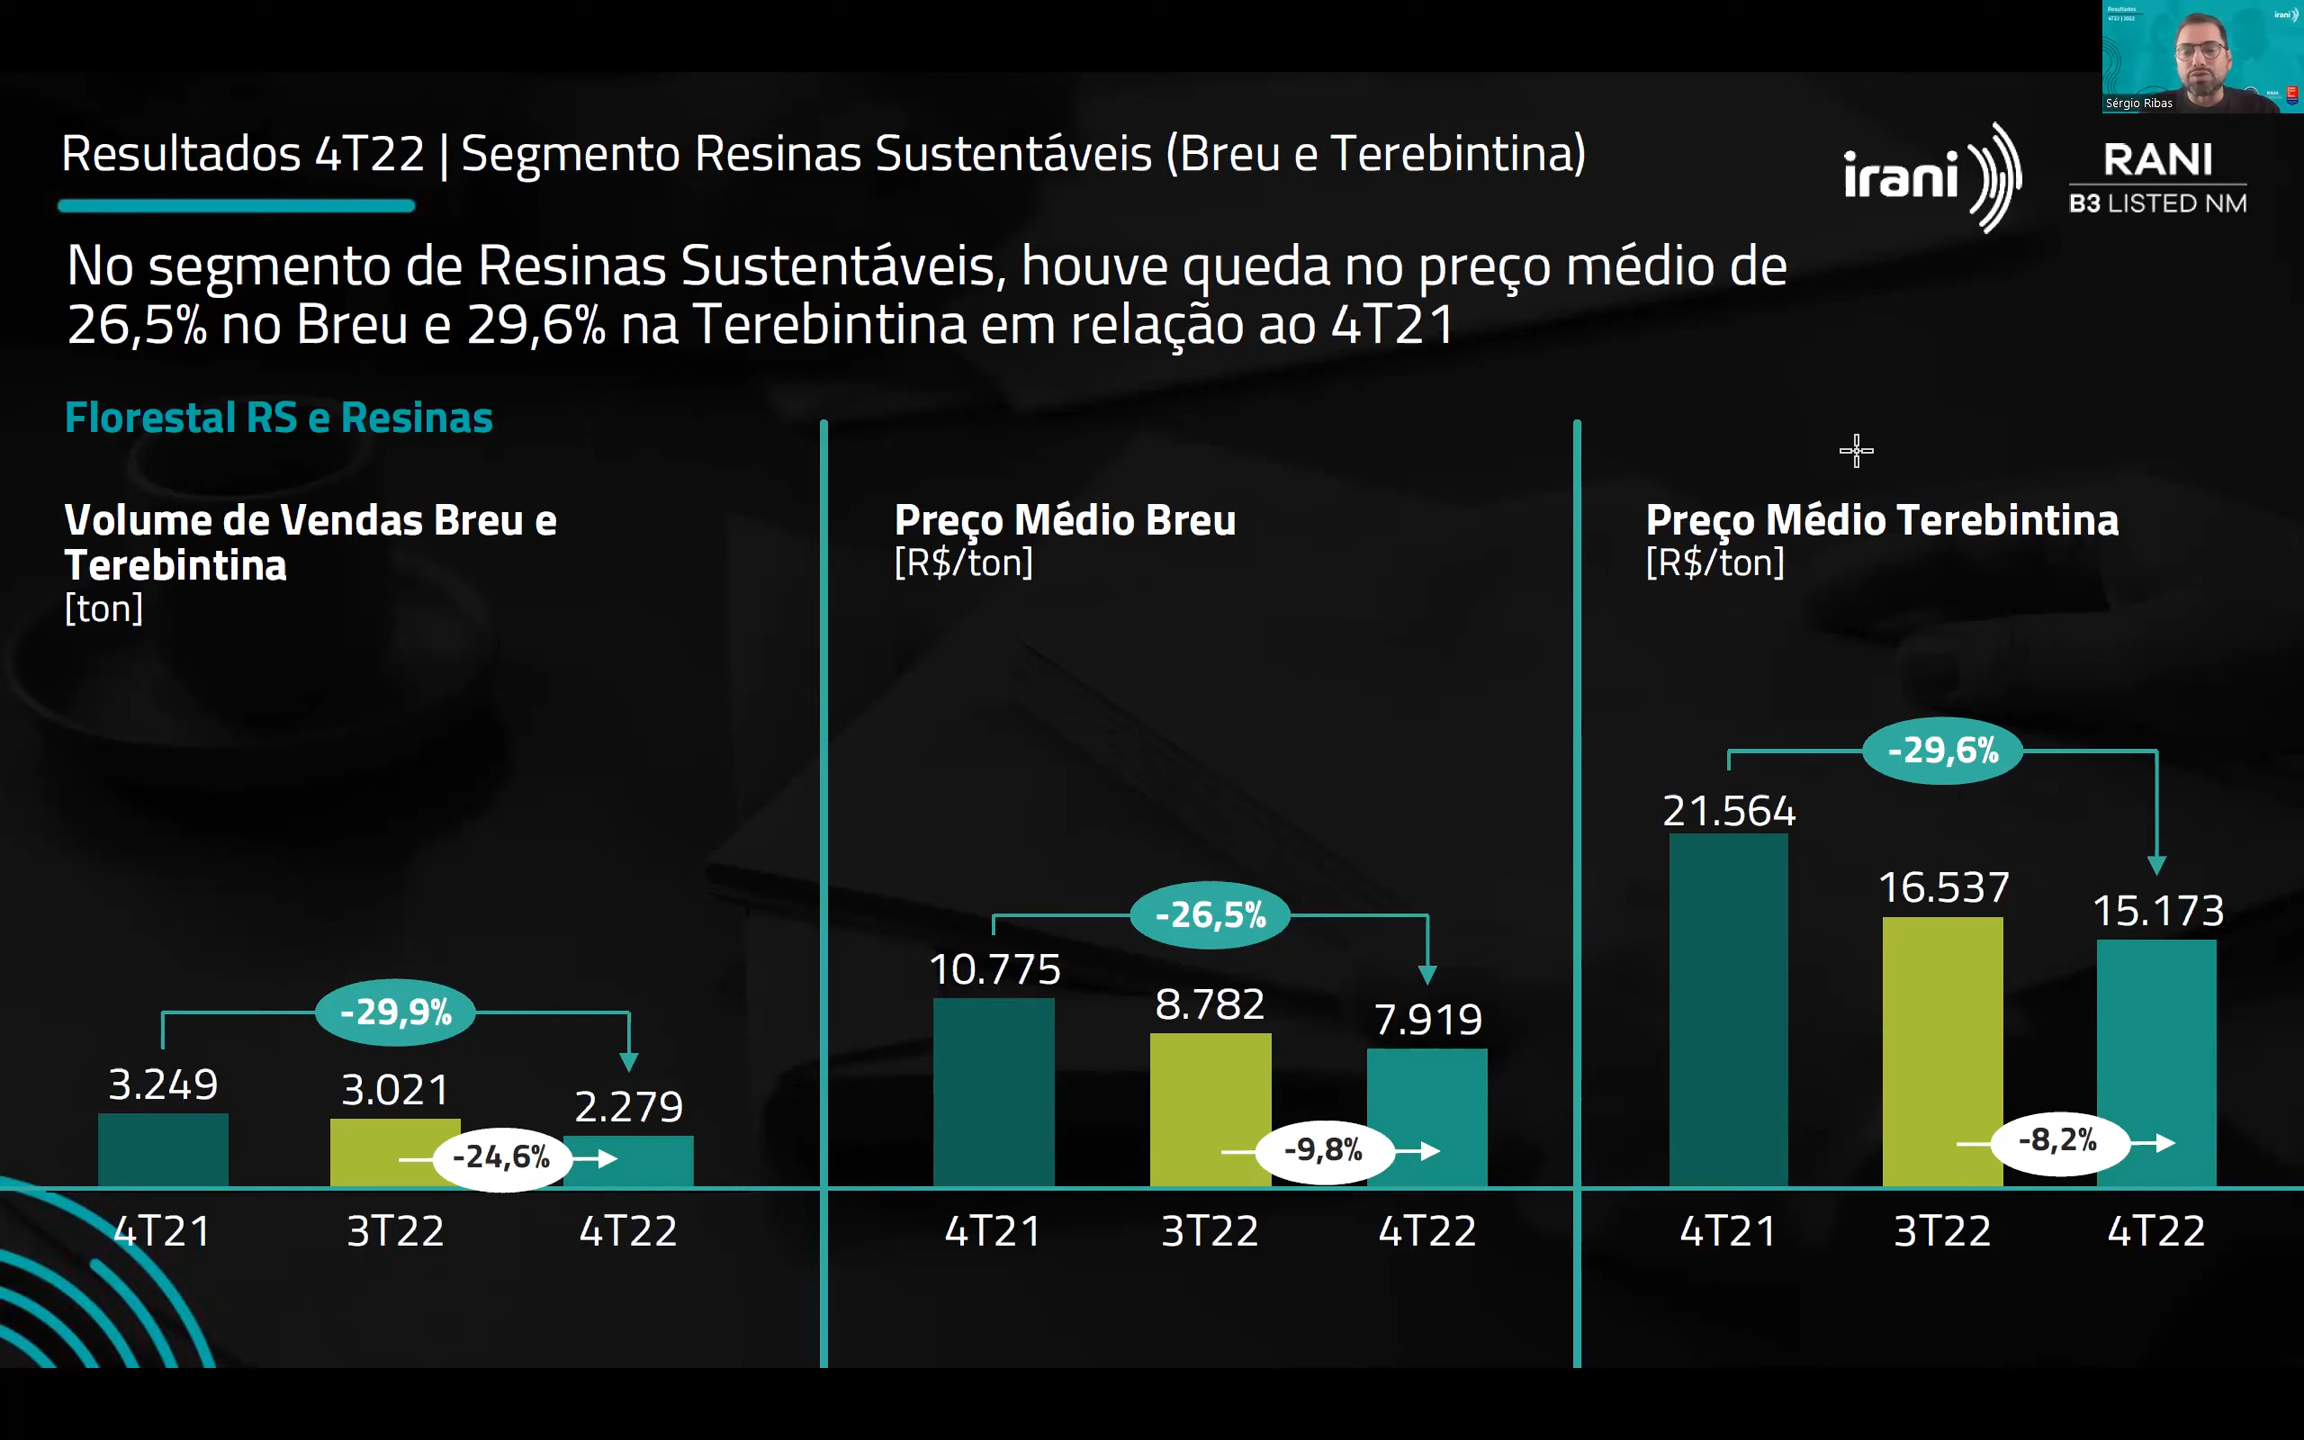 Resultados
4T22 | 2022
irani
Sérgio Ribas
Resultados 4T22 | Segmento Resinas Sustentáveis (Breu e Terebintina)
irani
RANI
B3 LISTED NM
No segmento de Resinas Sustentáveis, houve queda no preço médio de
26,5% no Breu e 29,6% na Terebintina em relação ao 4T21
Florestal RS e Resinas
Volume de Vendas Breu e
Terebintina
[ton]
-29,9%
3.249
3.021
2.279
-24,6%
4T21
3T22
4T22
Preço Médio Breu
[R$/ton]
-26,5%
10.775
8.782
7.919
-9,8%
4T21
3T22
4T22
Preço Médio Terebintina
[R$/ton]
-29,6%
21.564
16.537
15.173
-8,2%
4T21
3T22
4T22